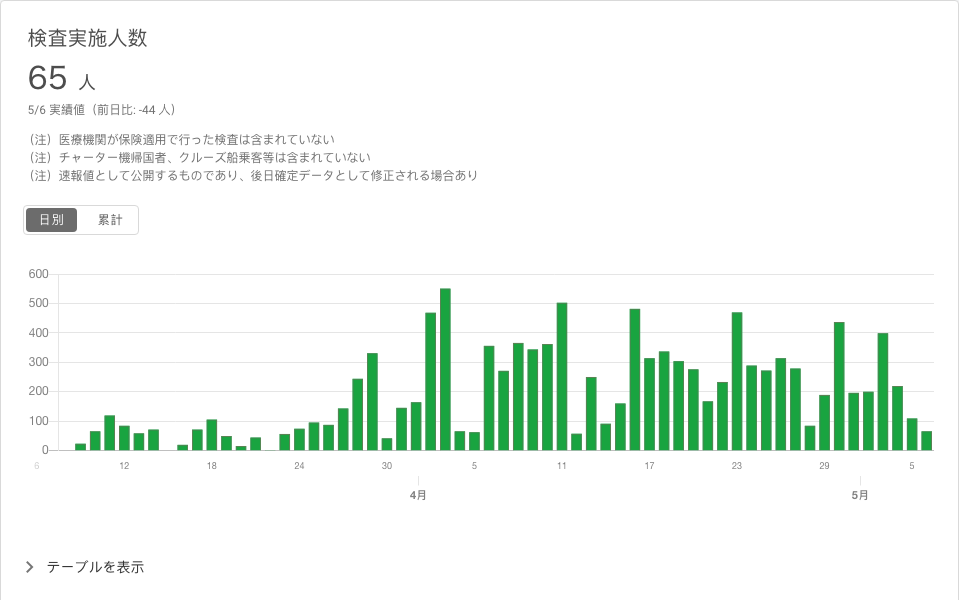 検査実施人数
65 人
5/6 実績値（前日比: -44 人）
（注）医療機関が保険適用で行った検査は含まれていない
（注）チャーター機帰国者、クルーズ船乗客等は含まれていない
（注）速報値として公開するものであり、後日確定データとして修正される場合あり
日別 累計
600
500
400
300
200
100
0
6 12 18 24 30 5 11 17 23 29 5
4月 5月
テーブルを表示